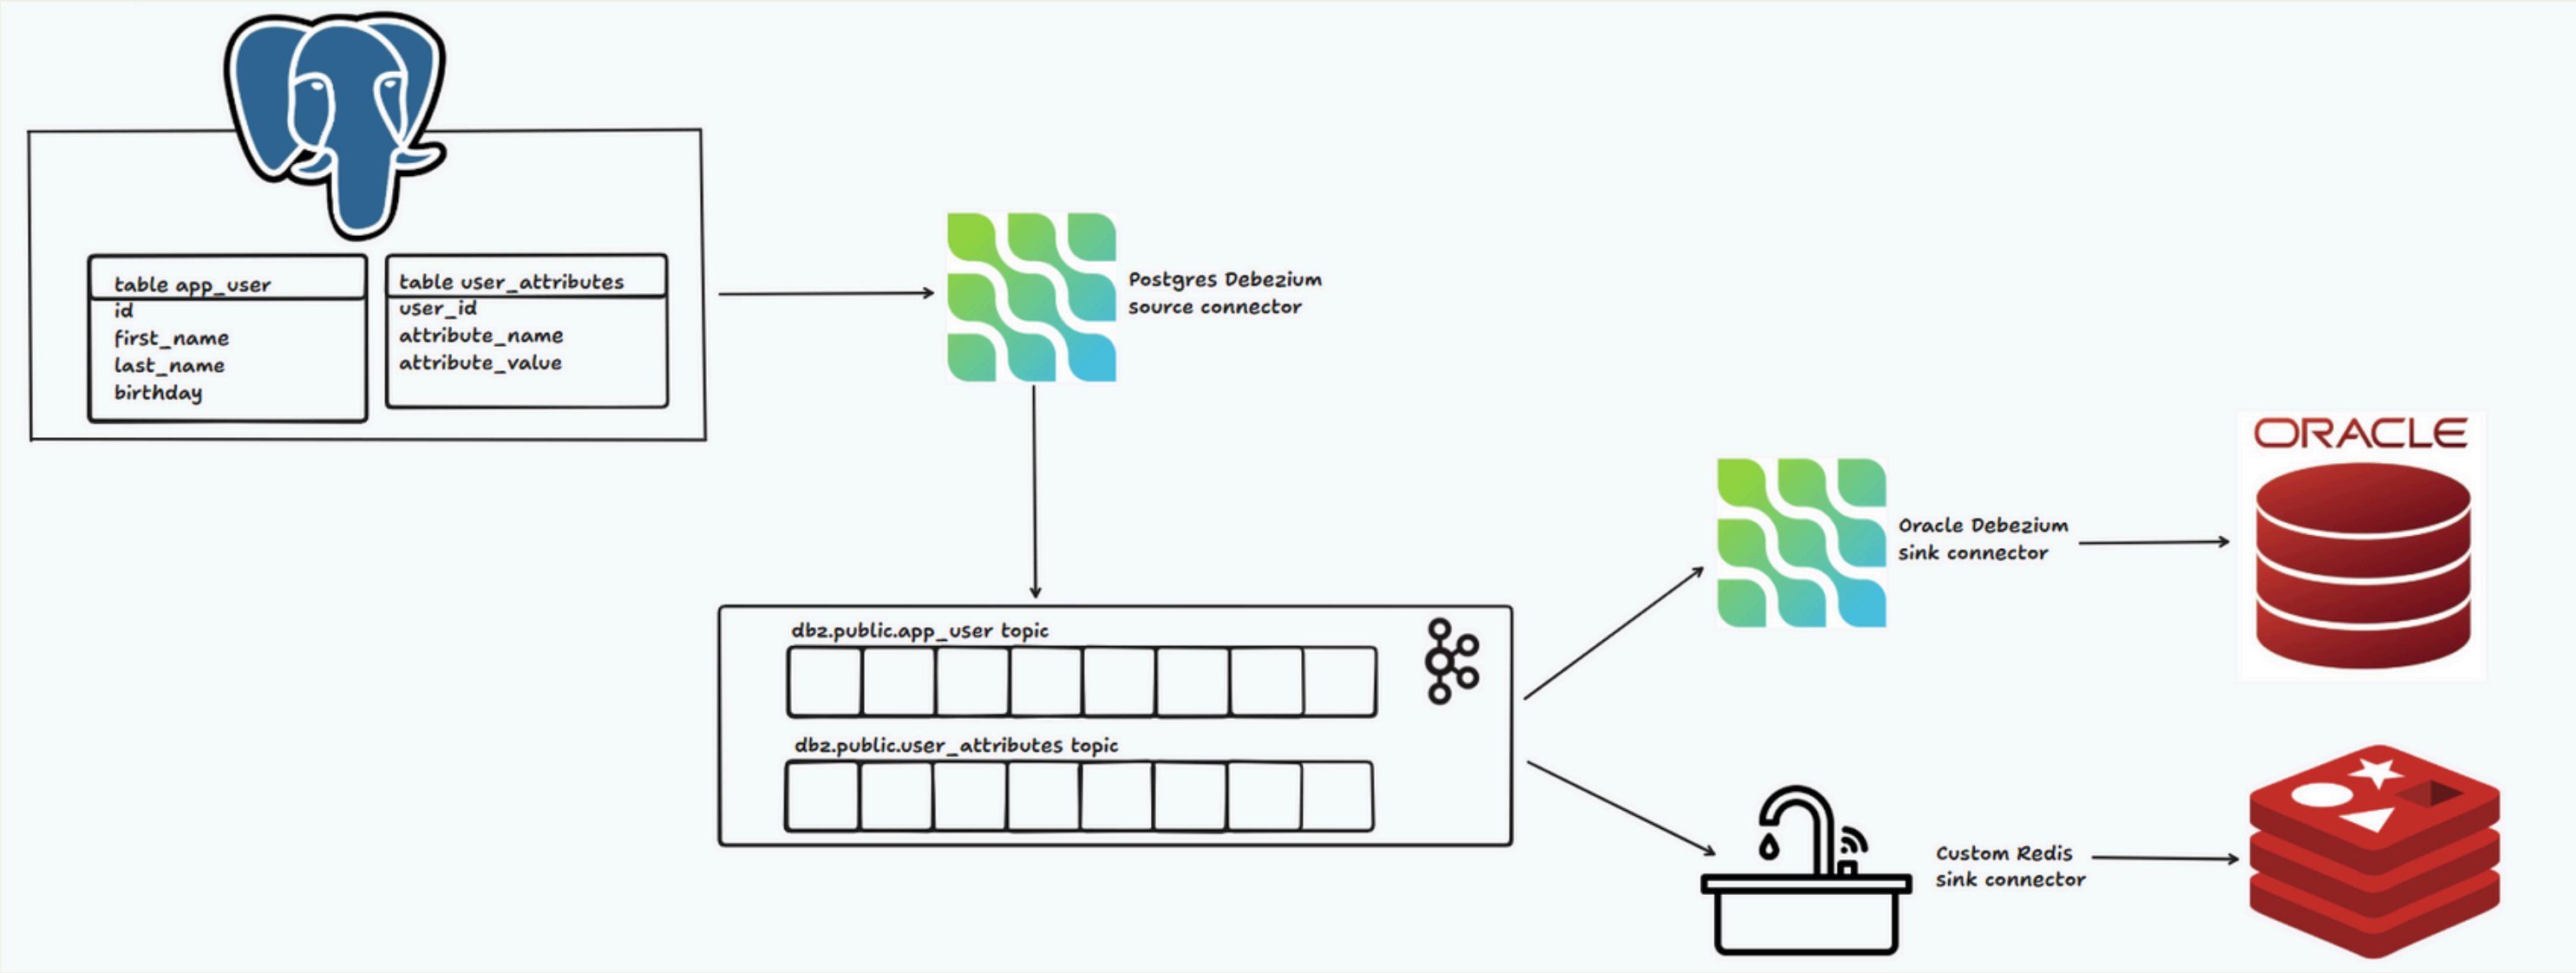 table app_user
id
first_name
last_name
birthday
table user_attributes
user_id
attribute_name
attribute_value
Postgres Debezium
source connector
dbz.public.app_user topic
dbz.public.user_attributes topic
Oracle Debezium
sink connector
ORACLE
Custom Redis
sink connector